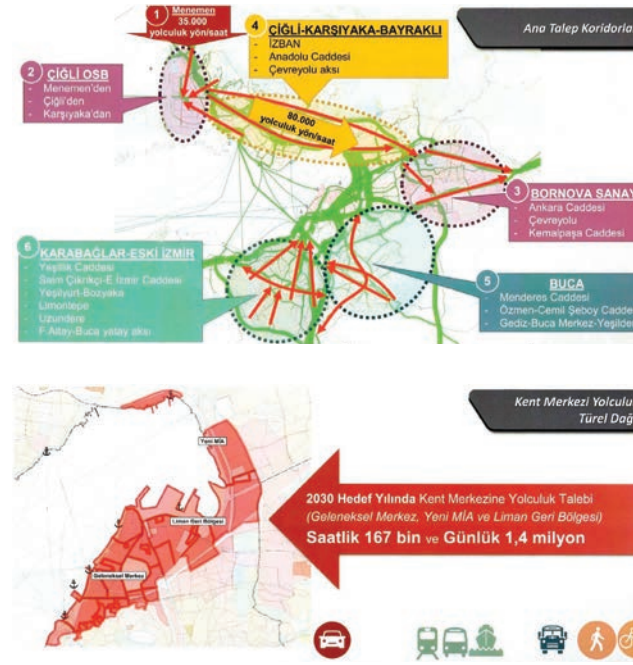 1 Menemen
35.000
yolculuk yön/saat
2 ÇİĞLİ OSB
- Menemen'den
- Çiğli'den
- Karşıyaka'dan
4 ÇİĞLİ-KARŞIYAKA-BAYRAKLI
- İZBAN
- Anadolu Caddesi
- Çevreyolu aksı
80.000
yolculuk yön/saat
Ana Talep Koridorla
3 BORNOVA SANAY
- Ankara Caddesi
- Çevreyolu
- Kemalpaşa Caddesi
6 KARABAĞLAR-ESKİ İZMİR
- Yeşillik Caddesi
- Saim Çıkrıkçı-E.İzmir Caddesi
- Yeşilyurt-Bozyaka
- Limontepe
- Uzundere
- F.Altay-Buca yatay aksı
5 BUCA
- Menderes Caddesi
- Özmen-Cemil Şeboy Cadde
- Gediz-Buca Merkez-Yeşilde
Kent Merkezi Yolculu
Türel Dağ
Yeni MİA
Liman Geri Bölgesi
Geleneksel Merkez
2030 Hedef Yılında Kent Merkezine Yolculuk Talebi
(Geleneksel Merkez, Yeni MİA ve Liman Geri Bölgesi)
Saatlik 167 bin ve Günlük 1,4 milyon